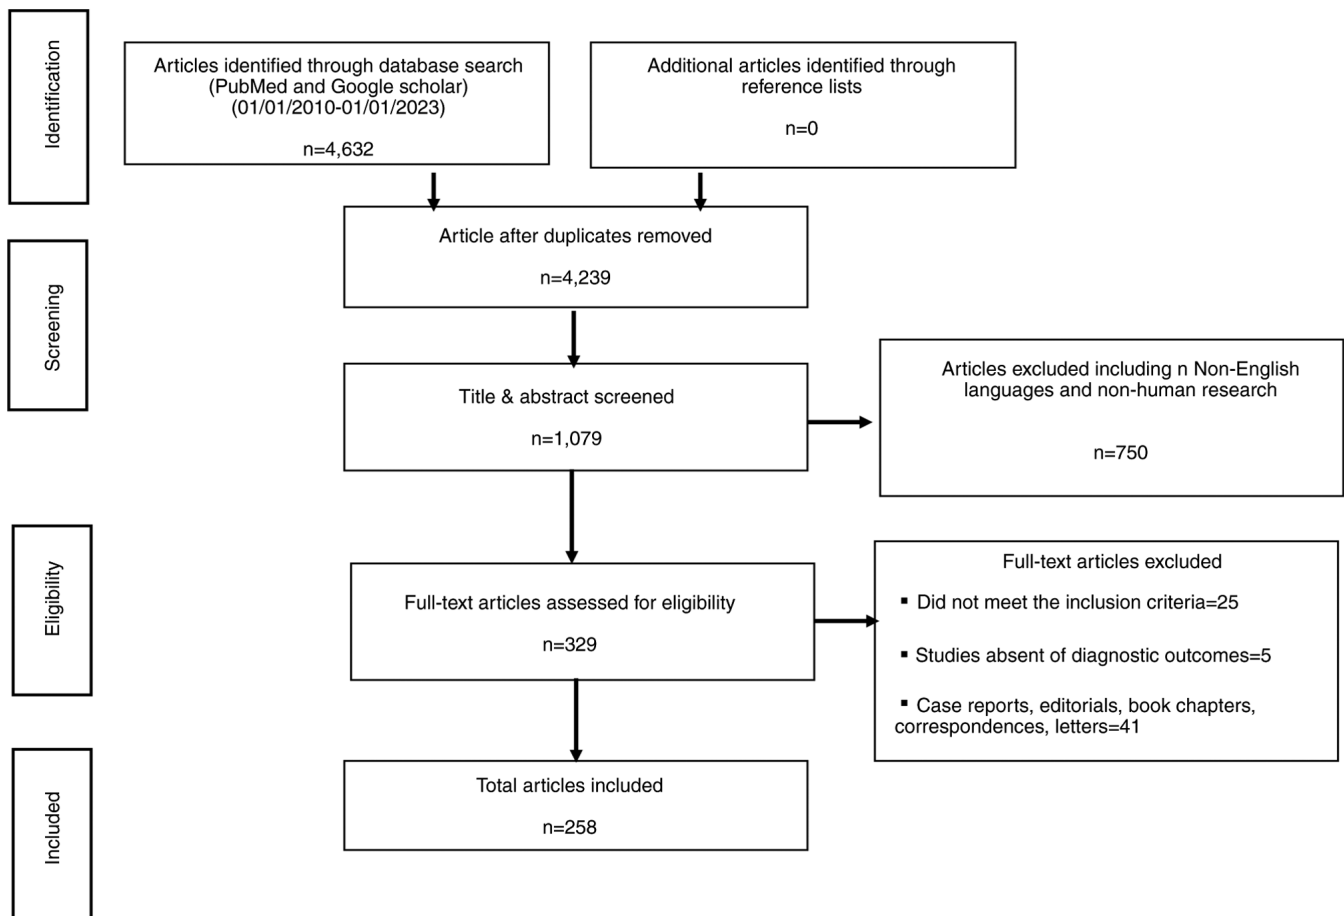 Identification
Articles identified through database search
(PubMed and Google scholar)
(01/01/2010-01/01/2023)
n=4,632
Additional articles identified through
reference lists
n=0
Article after duplicates removed
n=4,239
Screening
Title & abstract screened
n=1,079
Articles excluded including n Non-English
languages and non-human research
n=750
Eligibility
Full-text articles assessed for eligibility
n=329
Full-text articles excluded
▪ Did not meet the inclusion criteria=25
▪ Studies absent of diagnostic outcomes=5
▪ Case reports, editorials, book chapters,
correspondences, letters=41
Included
Total articles included
n=258